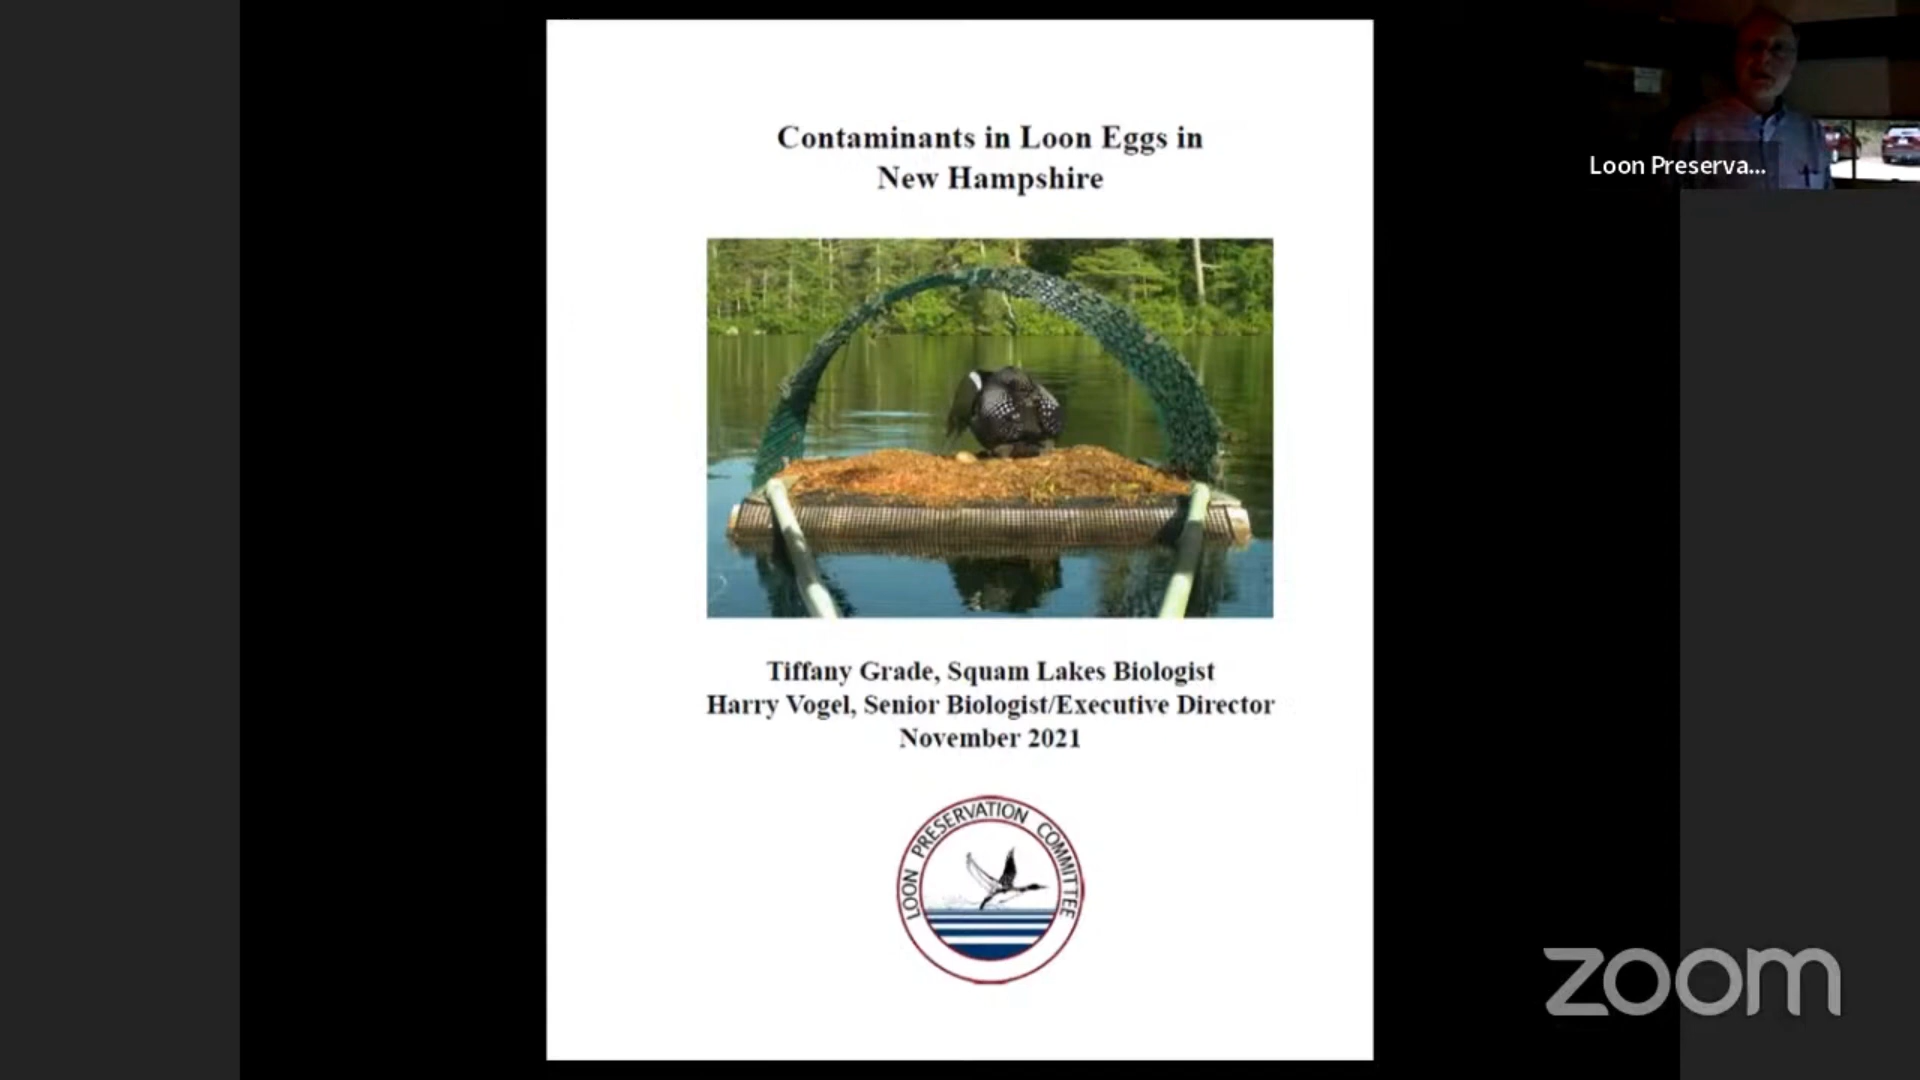 Contaminants in Loon Eggs in
New Hampshire
Loon Preserva...
Tiffany Grade, Squam Lakes Biologist
Harry Vogel, Senior Biologist/Executive Director
November 2021
LOON PRESERVATION COMMITTEE
zoom